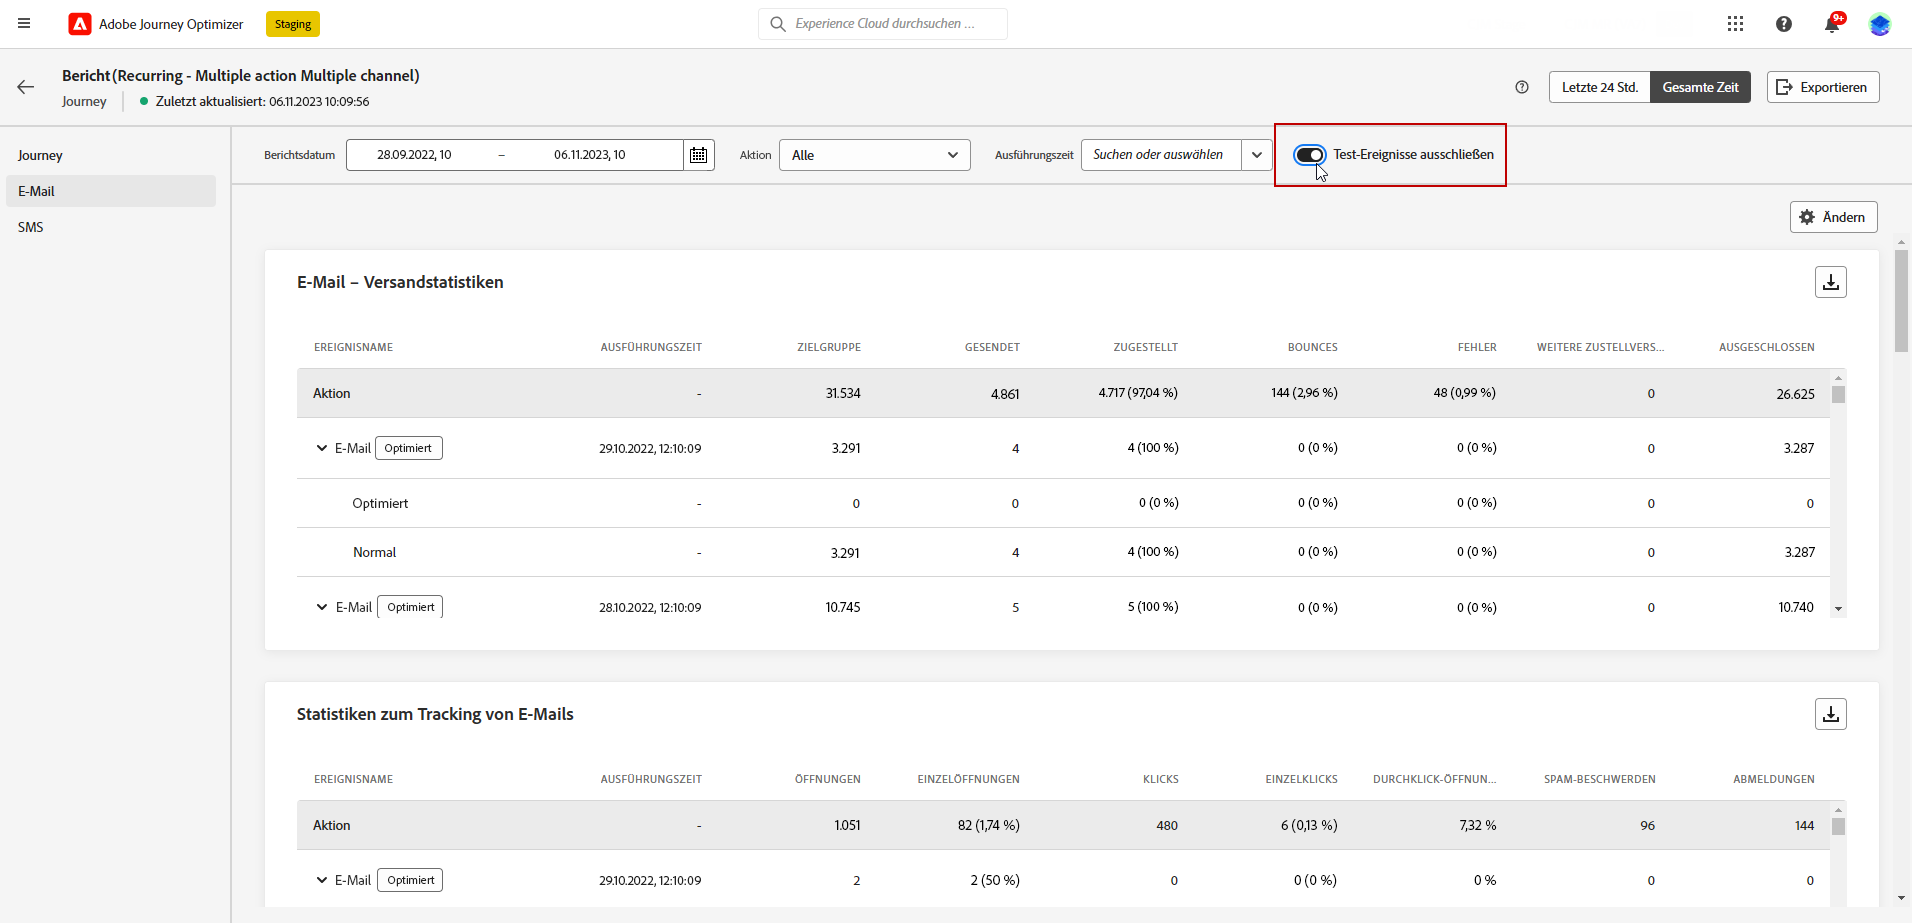 Adobe Journey Optimizer Staging Experience Cloud durchsuchen ... 9+
Bericht (Recurring - Multiple action Multiple channel)
Journey Zuletzt aktualisiert: 06.11.2023 10:09:56
Letzte 24 Std. Gesamte Zeit Exportieren
Journey
E-Mail
SMS
Berichtsdatum 28.09.2022, 10 – 06.11.2023, 10 Aktion Alle Ausführungszeit Suchen oder auswählen Test-Ereignisse ausschließen
Ändern
E-Mail – Versandstatistiken
EREIGNISNAME AUSFÜHRUNGSZEIT ZIELGRUPPE GESENDET ZUGESTELLT BOUNCES FEHLER WEITERE ZUSTELLVERS... AUSGESCHLOSSEN
Aktion - 31.534 4.861 4.717 (97,04 %) 144 (2,96 %) 48 (0,99 %) 0 26.625
E-Mail Optimiert 29.10.2022, 12:10:09 3.291 4 4 (100 %) 0 (0 %) 0 (0 %) 0 3.287
Optimiert - 0 0 0 (0 %) 0 (0 %) 0 (0 %) 0 0
Normal - 3.291 4 4 (100 %) 0 (0 %) 0 (0 %) 0 3.287
E-Mail Optimiert 28.10.2022, 12:10:09 10.745 5 5 (100 %) 0 (0 %) 0 (0 %) 0 10.740
Statistiken zum Tracking von E-Mails
EREIGNISNAME AUSFÜHRUNGSZEIT ÖFFNUNGEN EINZELÖFFNUNGEN KLICKS EINZELKLICKS DURCHKLICK-ÖFFNUN... SPAM-BESCHWERDEN ABMELDUNGEN
Aktion - 1.051 82 (1,74 %) 480 6 (0,13 %) 7,32 % 96 144
E-Mail Optimiert 29.10.2022, 12:10:09 2 2 (50 %) 0 0 (0 %) 0 % 0 0